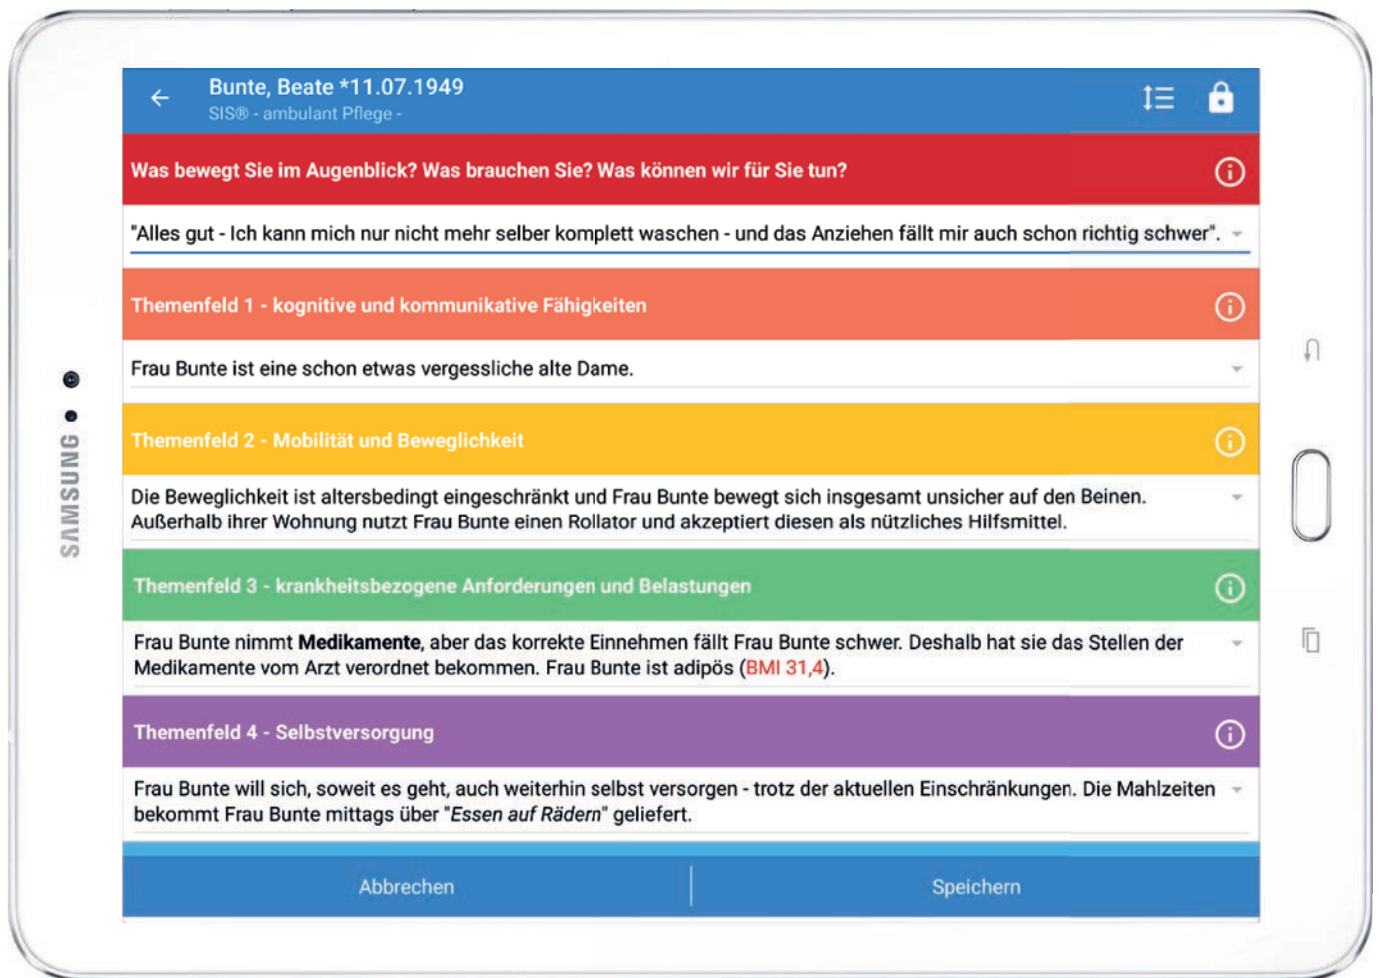 Bunte, Beate *11.07.1949
SIS® - ambulant Pflege -
Was bewegt Sie im Augenblick? Was brauchen Sie? Was können wir für Sie tun?
"Alles gut - Ich kann mich nur nicht mehr selber komplett waschen - und das Anziehen fällt mir auch schon richtig schwer".
Themenfeld 1 - kognitive und kommunikative Fähigkeiten
Frau Bunte ist eine schon etwas vergessliche alte Dame.
Themenfeld 2 - Mobilität und Beweglichkeit
Die Beweglichkeit ist altersbedingt eingeschränkt und Frau Bunte bewegt sich insgesamt unsicher auf den Beinen.
Außerhalb ihrer Wohnung nutzt Frau Bunte einen Rollator und akzeptiert diesen als nützliches Hilfsmittel.
Themenfeld 3 - krankheitsbezogene Anforderungen und Belastungen
Frau Bunte nimmt Medikamente, aber das korrekte Einnehmen fällt Frau Bunte schwer. Deshalb hat sie das Stellen der
Medikamente vom Arzt verordnet bekommen. Frau Bunte ist adipös (BMI 31,4).
Themenfeld 4 - Selbstversorgung
Frau Bunte will sich, soweit es geht, auch weiterhin selbst versorgen - trotz der aktuellen Einschränkungen. Die Mahlzeiten
bekommt Frau Bunte mittags über "Essen auf Rädern" geliefert.
Abbrechen
Speichern
SAMSUNG